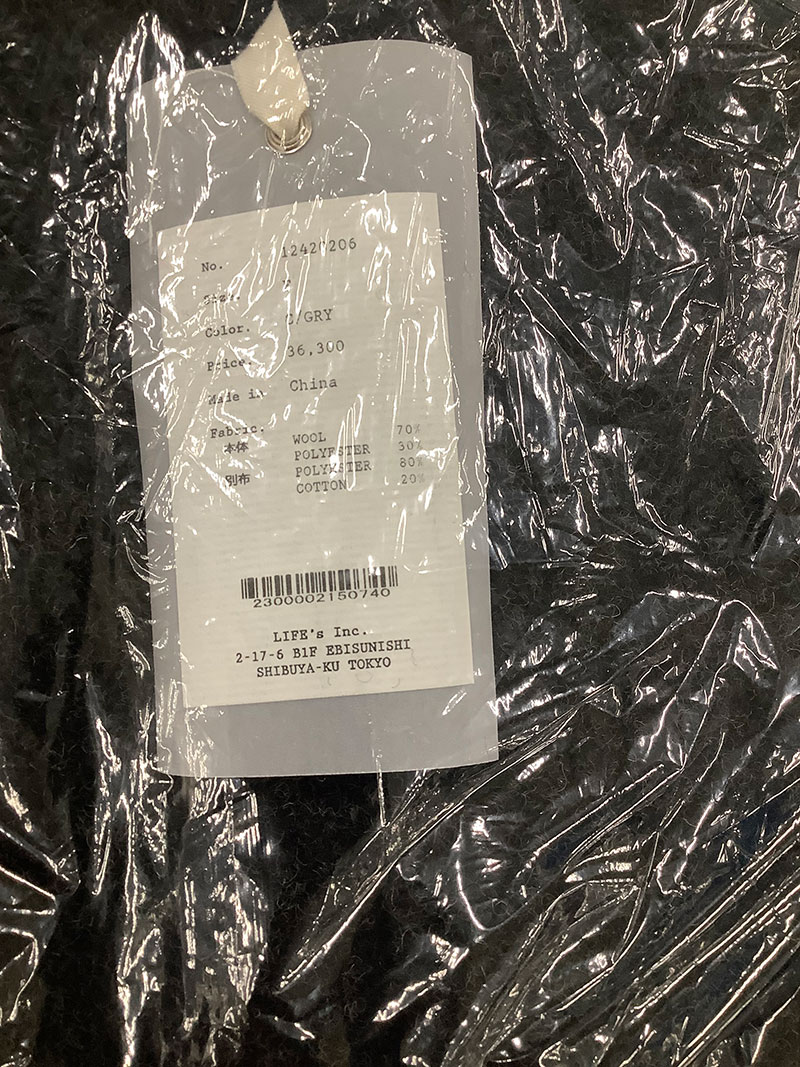 No. 12420206
Size.
Color. C/GRY
Price. 36,300
Made in China
Fabric.
本体 WOOL 70%
POLYESTER 30%
別布 POLYESTER 80%
COTTON 20%
2300002150740
LIFE's Inc.
2-17-6 B1F EBISUNISHI
SHIBUYA-KU TOKYO